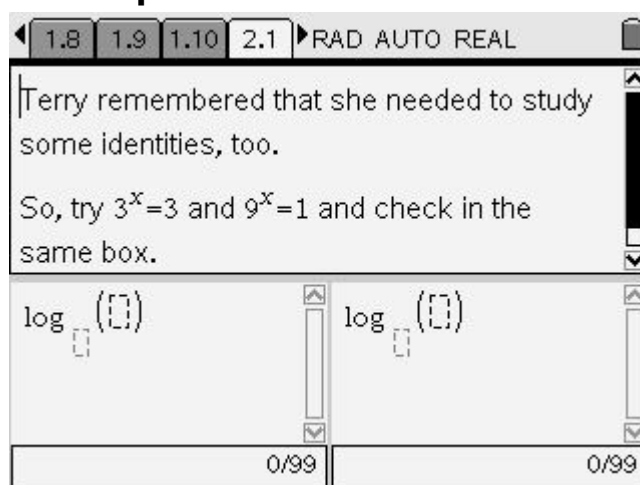 1.8 1.9 1.10 2.1 RAD AUTO REAL
Terry remembered that she needed to study
some identities, too.
So, try 3ˣ=3 and 9ˣ=1 and check in the
same box.
log ()
log ()
0/99
0/99